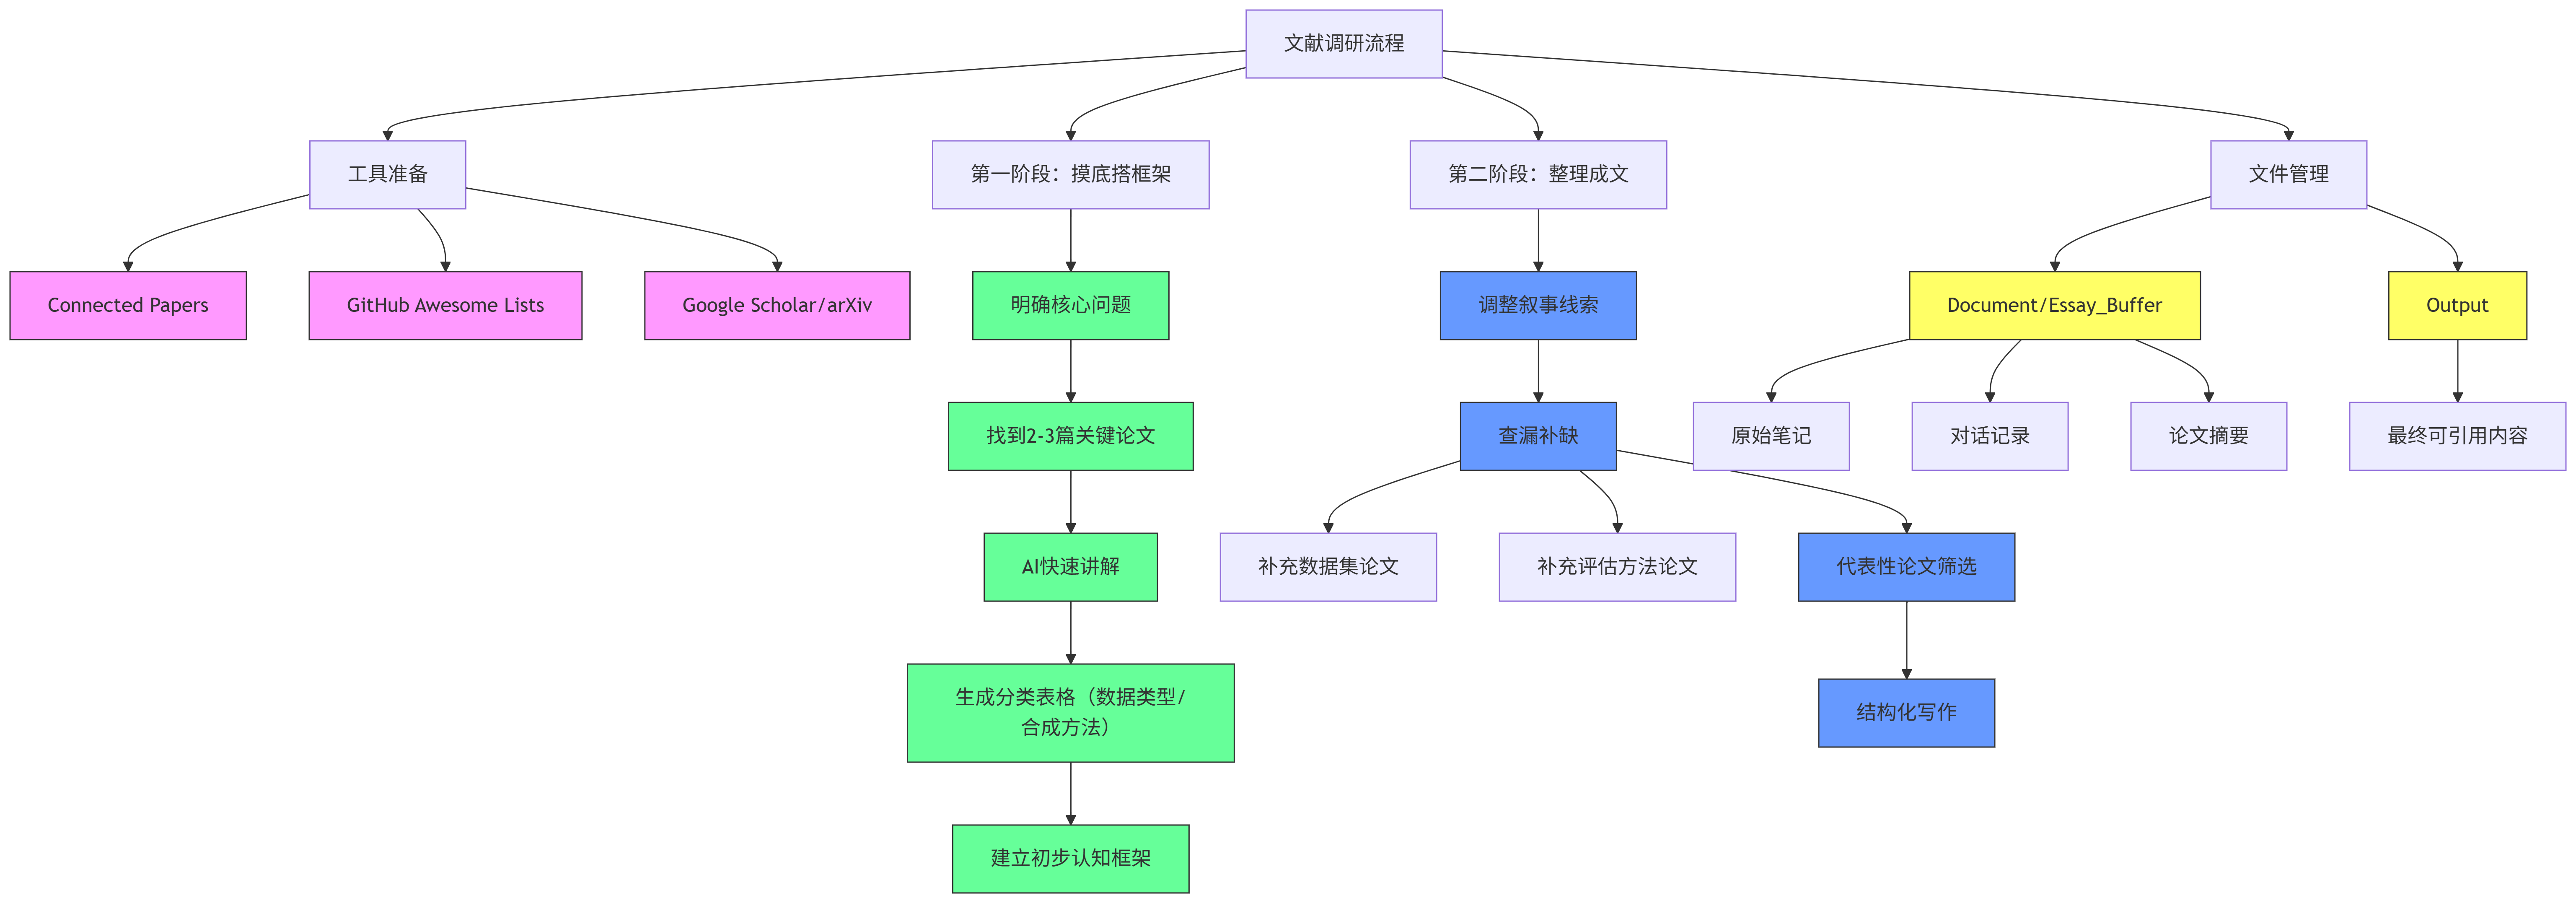 文献调研流程
工具准备
第一阶段：摸底搭框架
第二阶段：整理成文
文件管理
Connected Papers
GitHub Awesome Lists
Google Scholar/arXiv
明确核心问题
调整叙事线索
Document/Essay_Buffer
Output
找到2-3篇关键论文
查漏补缺
原始笔记
对话记录
论文摘要
最终可引用内容
AI快速讲解
补充数据集论文
补充评估方法论文
代表性论文筛选
生成分类表格（数据类型/
合成方法）
结构化写作
建立初步认知框架